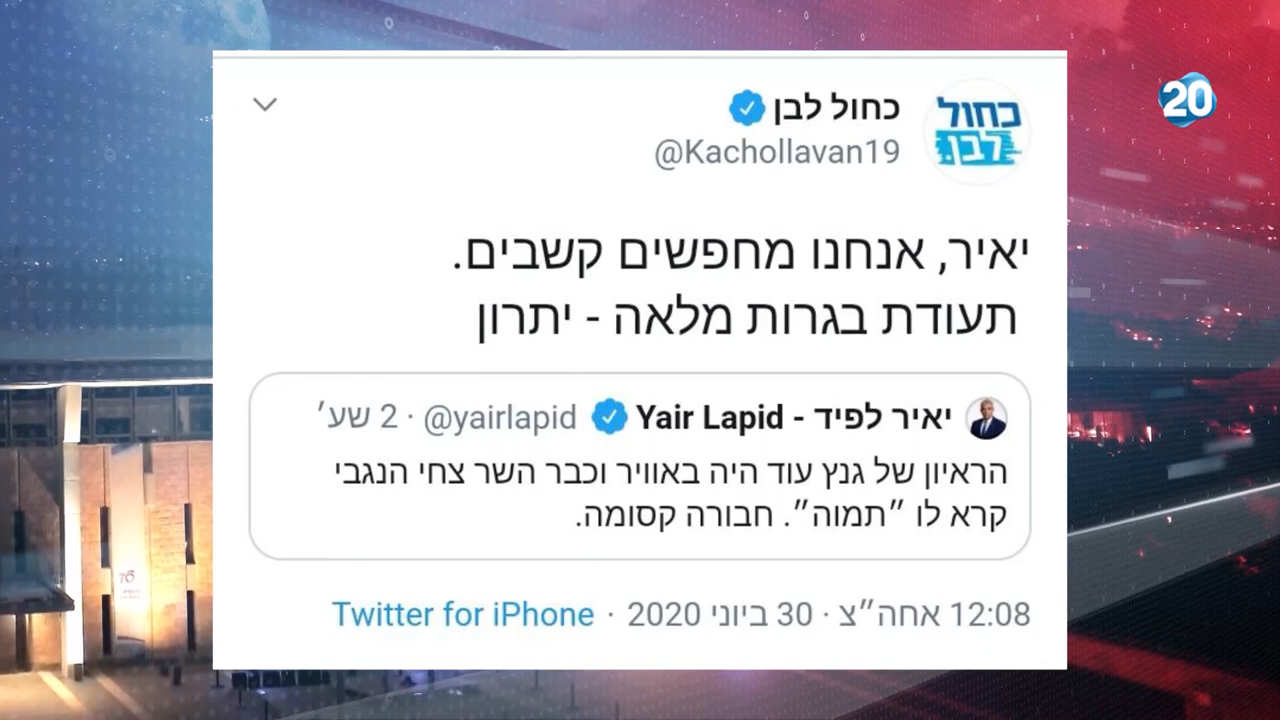 20
כחול לבן
@Kachollavan19
כחול
לבן.
יאיר, אנחנו מחפשים קשבים.
תעודת בגרות מלאה - יתרון
יאיר לפיד - Yair Lapid @yairlapid · 2 שע׳
הראיון של גנץ עוד היה באוויר וכבר השר צחי הנגבי
קרא לו ״תמוה״. חבורה קסומה.
12:08 אחה״צ · 30 ביוני 2020 · Twitter for iPhone
76